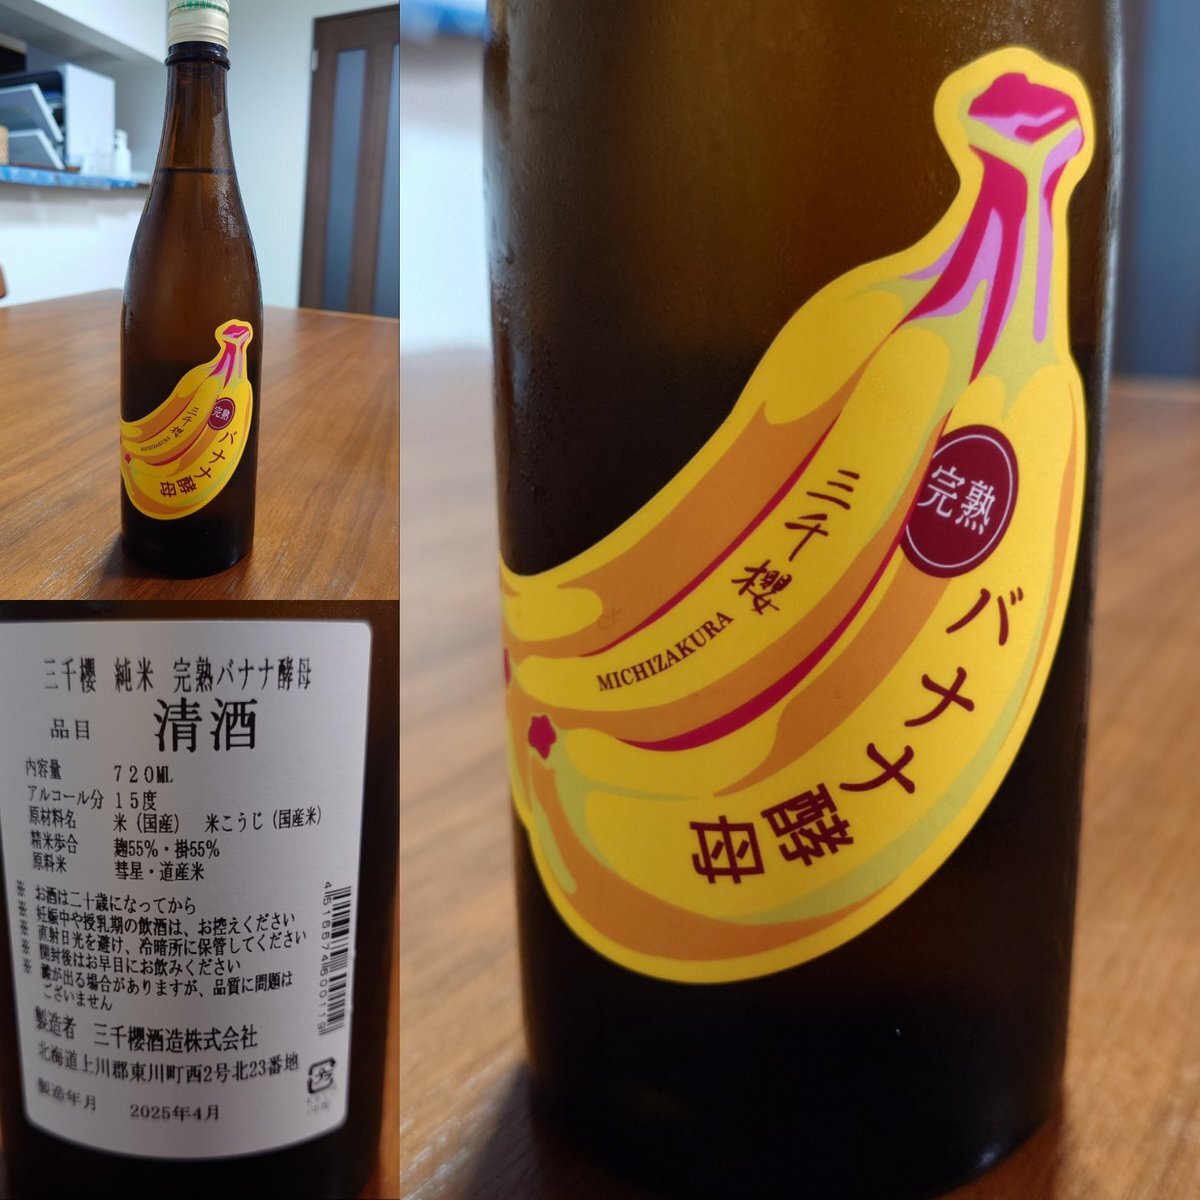 三千櫻
MICHIZAKURA
完熟
バナナ
酵母
三千櫻
MICHIZAKURA
完熟
バナナ
酵母
三千櫻 純米 完熟バナナ酵母
品目 清酒
内容量 720ML
アルコール分 15度
原材料名 米(国産) 米こうじ(国産米)
精米歩合 麹55%・掛55%
原料米 彗星・道産米
※ お酒は二十歳になってから
※ 妊娠中や授乳期の飲酒は、お控えください
※ 直射日光を避け、冷暗所に保管してください
※ 開封後はお早目にお飲みください
※ 滓が出る場合がありますが、品質に問題は
ございません
製造者 三千櫻酒造株式会社
北海道上川郡東川町西2号北23番地
製造年月 2025年4月
4516674500119